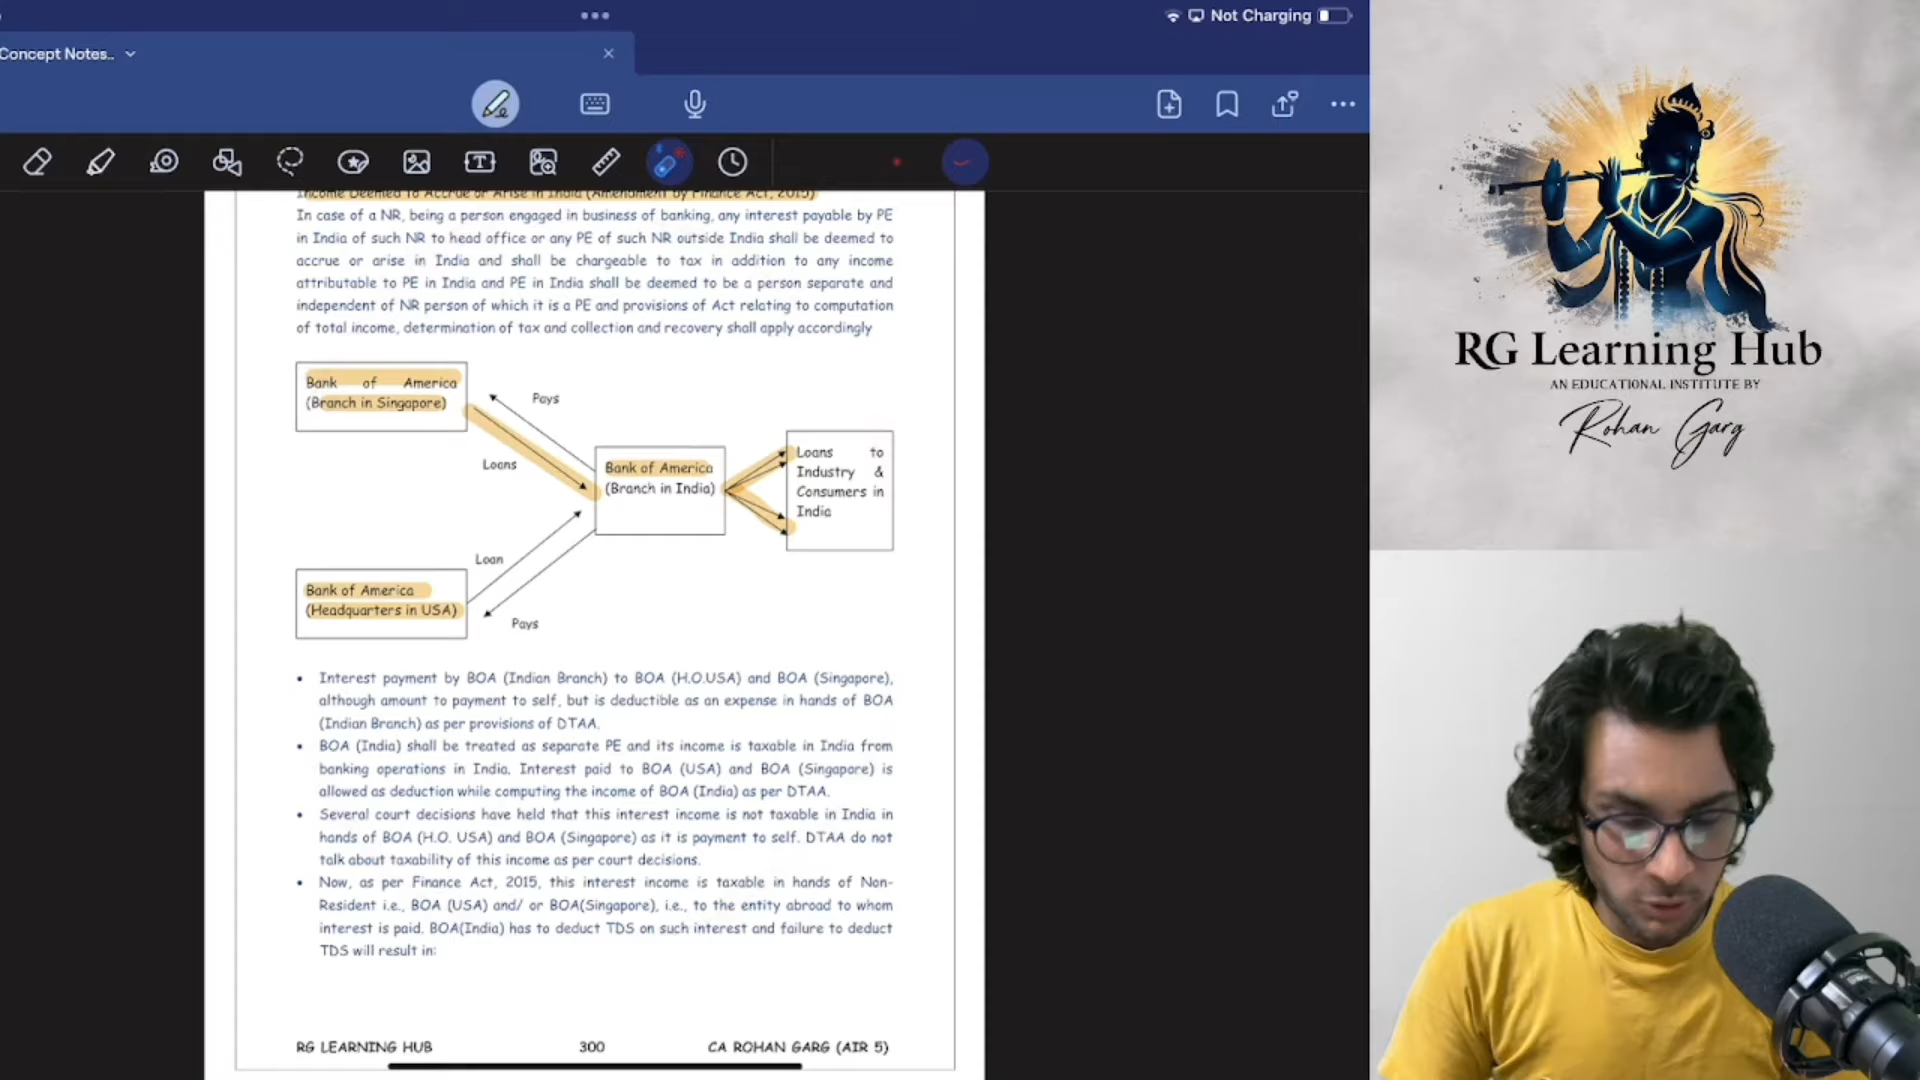 Not Charging
Concept Notes..
Income Deemed to Accrue or Arise in India (Amendment by Finance Act, 2015)
In case of a NR, being a person engaged in business of banking, any interest payable by PE
in India of such NR to head office or any PE of such NR outside India shall be deemed to
accrue or arise in India and shall be chargeable to tax in addition to any income
attributable to PE in India and PE in India shall be deemed to be a person separate and
independent of NR person of which it is a PE and provisions of Act relating to computation
of total income, determination of tax and collection and recovery shall apply accordingly
Bank of America
(Branch in Singapore)
Pays
Loans
Bank of America
(Branch in India)
Loans to
Industry &
Consumers in
India
Loan
Bank of America
(Headquarters in USA)
Pays
• Interest payment by BOA (Indian Branch) to BOA (H.O.USA) and BOA (Singapore),
although amount to payment to self, but is deductible as an expense in hands of BOA
(Indian Branch) as per provisions of DTAA.
• BOA (India) shall be treated as separate PE and its income is taxable in India from
banking operations in India. Interest paid to BOA (USA) and BOA (Singapore) is
allowed as deduction while computing the income of BOA (India) as per DTAA.
• Several court decisions have held that this interest income is not taxable in India in
hands of BOA (H.O. USA) and BOA (Singapore) as it is payment to self. DTAA do not
talk about taxability of this income as per court decisions.
• Now, as per Finance Act, 2015, this interest income is taxable in hands of Non-
Resident i.e., BOA (USA) and/ or BOA(Singapore), i.e., to the entity abroad to whom
interest is paid. BOA(India) has to deduct TDS on such interest and failure to deduct
TDS will result in:
RG LEARNING HUB
300
CA ROHAN GARG (AIR 5)
RG Learning Hub
AN EDUCATIONAL INSTITUTE BY
Rohan Garg